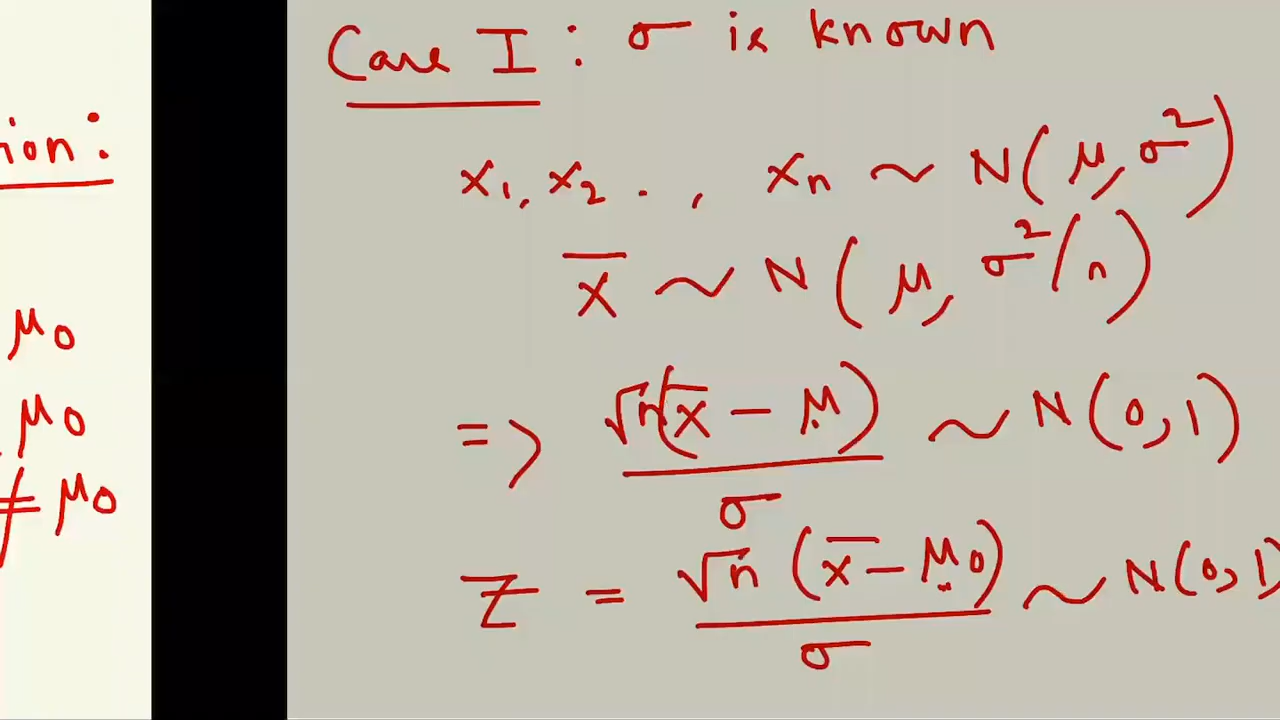 ion:
μ0
μ0
≠ μ0
Case I : σ is known
x1, x2 . , xn ~ N(μ, σ²)
x̅ ~ N(μ, σ²/n)
=> √n(x̅ - μ)/σ ~ N(0,1)
Z = √n (x̅ - μ0)/σ ~ N(0,1)